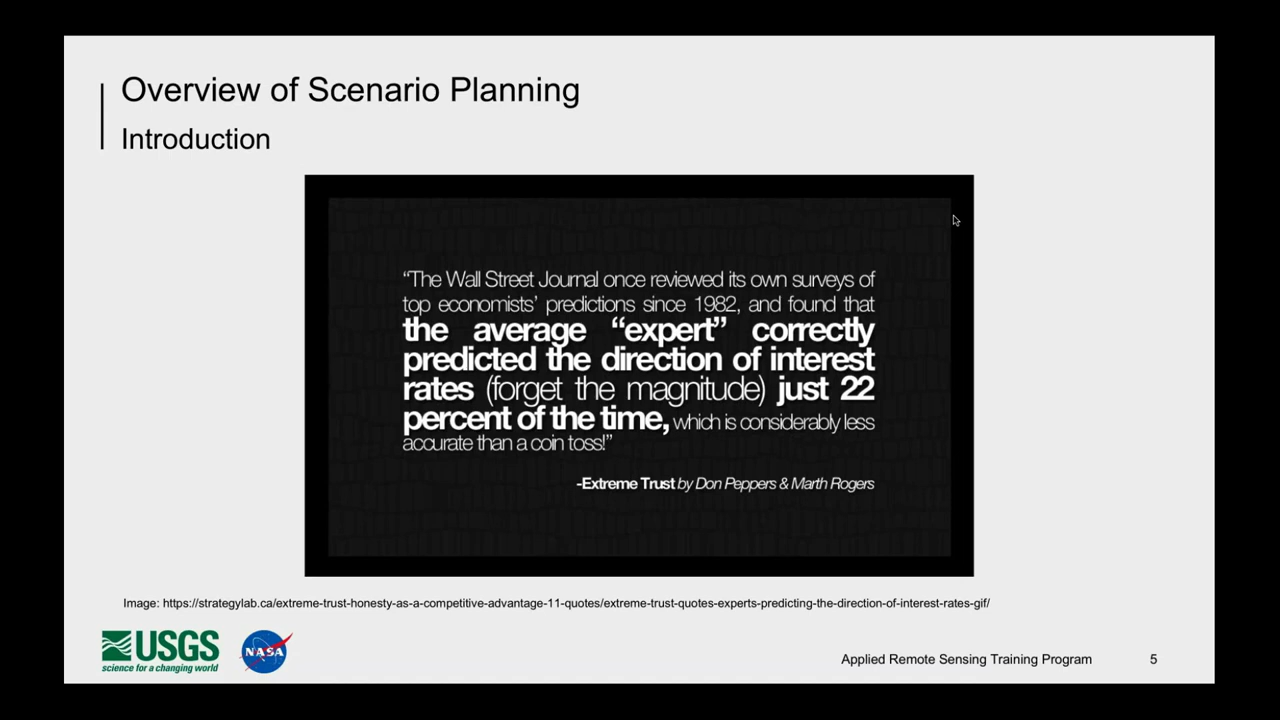 Overview of Scenario Planning
Introduction
“The Wall Street Journal once reviewed its own surveys of
top economists’ predictions since 1982, and found that
the average “expert” correctly
predicted the direction of interest
rates (forget the magnitude) just 22
percent of the time, which is considerably less
accurate than a coin toss!”
-Extreme Trust by Don Peppers & Marth Rogers
Image: https://strategylab.ca/extreme-trust-honesty-as-a-competitive-advantage-11-quotes/extreme-trust-quotes-experts-predicting-the-direction-of-interest-rates-gif/
USGS
science for a changing world
NASA
Applied Remote Sensing Training Program
5